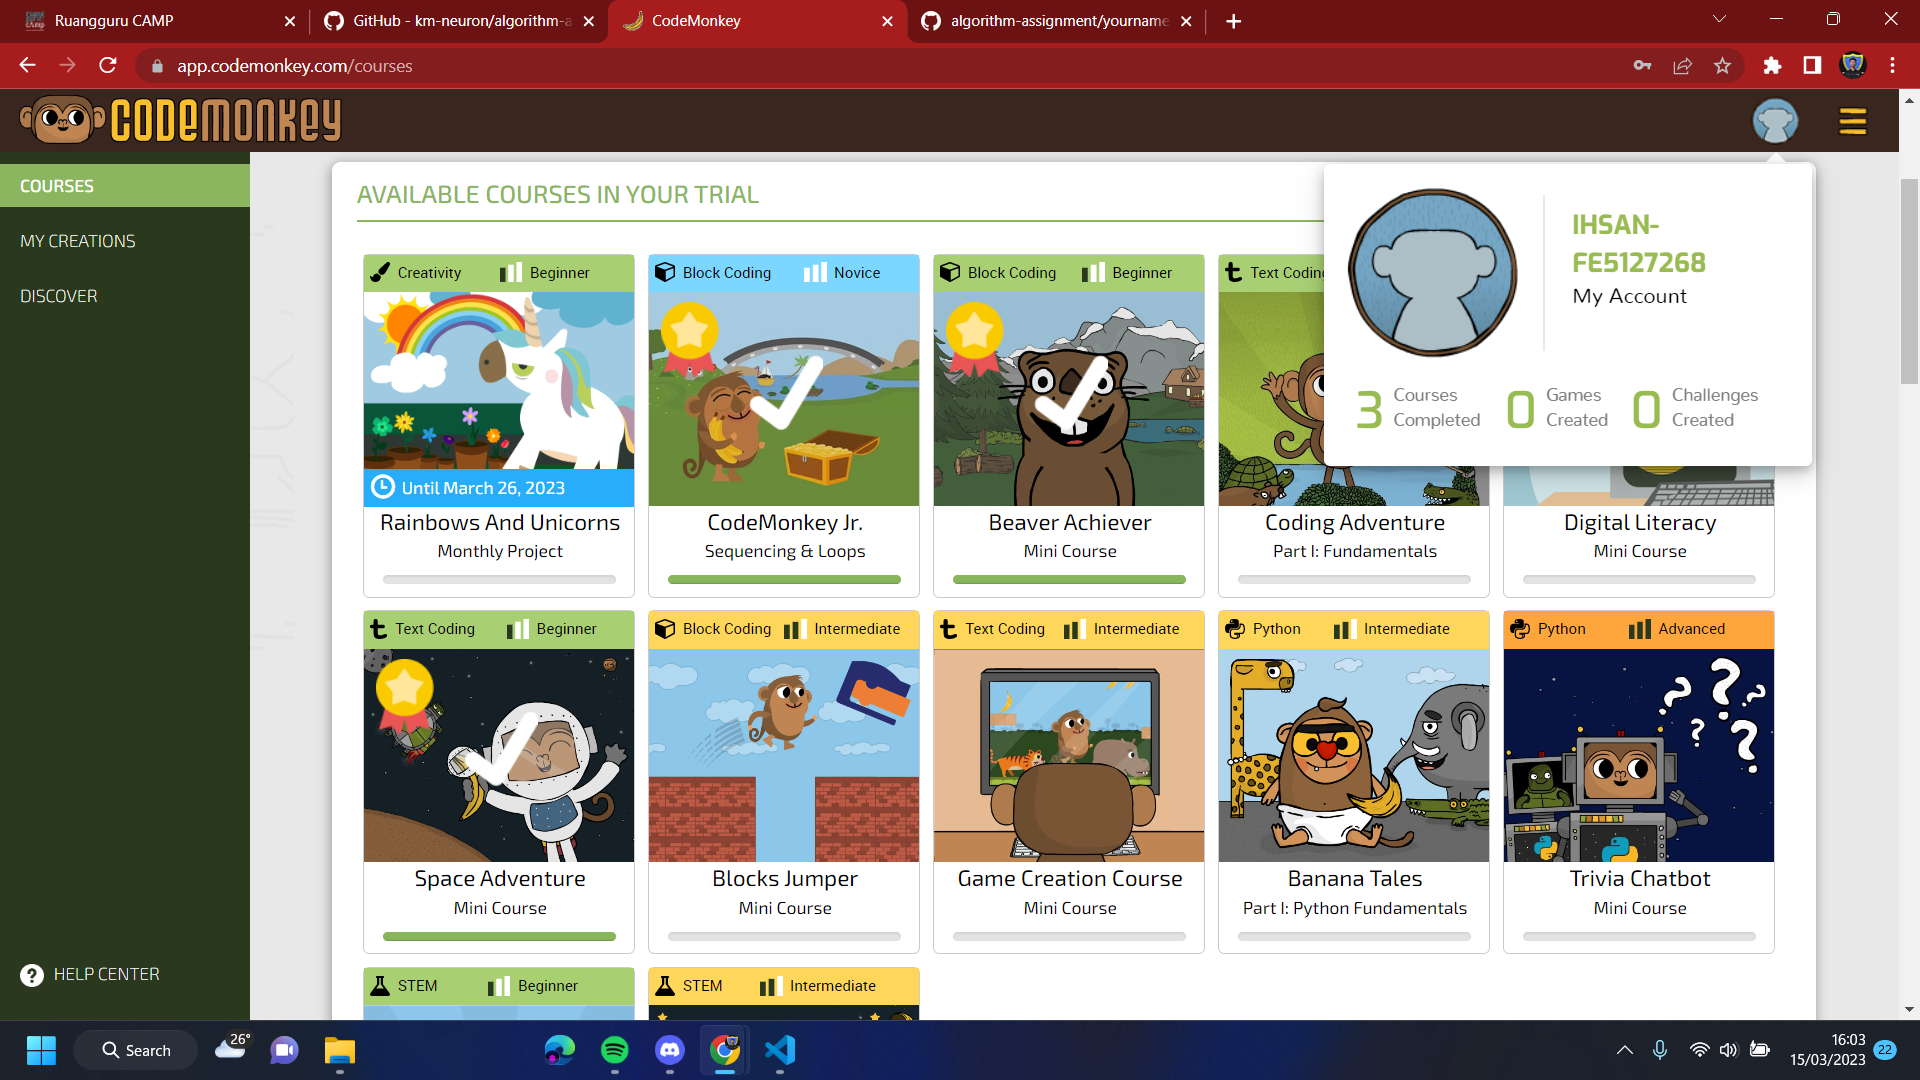 Ruangguru CAMP
GitHub - km-neuron/algorithm-a
CodeMonkey
algorithm-assignment/yourname
app.codemonkey.com/courses
CODEMONKEY
COURSES
MY CREATIONS
DISCOVER
HELP CENTER
AVAILABLE COURSES IN YOUR TRIAL
IHSAN-
FE5127268
My Account
3 Courses Completed
0 Games Created
0 Challenges Created
Creativity Beginner
Until March 26, 2023
Rainbows And Unicorns
Monthly Project
Block Coding Novice
CodeMonkey Jr.
Sequencing & Loops
Block Coding Beginner
Beaver Achiever
Mini Course
Text Coding
Coding Adventure
Part I: Fundamentals
Digital Literacy
Mini Course
Text Coding Beginner
Space Adventure
Mini Course
Block Coding Intermediate
Blocks Jumper
Mini Course
Text Coding Intermediate
Game Creation Course
Mini Course
Python Intermediate
Banana Tales
Part I: Python Fundamentals
Python Advanced
? ? ? ? ?
Trivia Chatbot
Mini Course
STEM Beginner
STEM Intermediate
Search
26°
16:03
15/03/2023
22